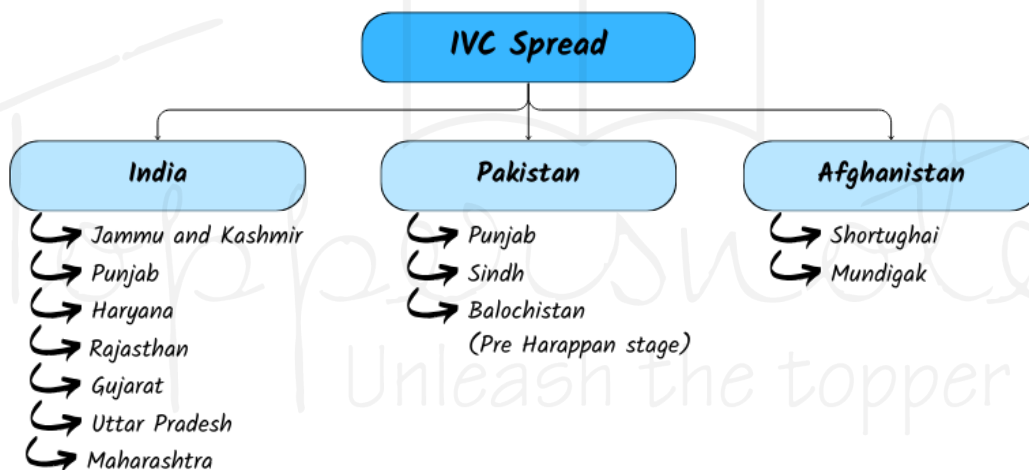 IVC Spread
India
Jammu and Kashmir
Punjab
Haryana
Rajasthan
Gujarat
Uttar Pradesh
Maharashtra
Pakistan
Punjab
Sindh
Balochistan
(Pre Harappan stage)
Afghanistan
Shortughai
Mundigak
Toppersnotes
Unleash the topper